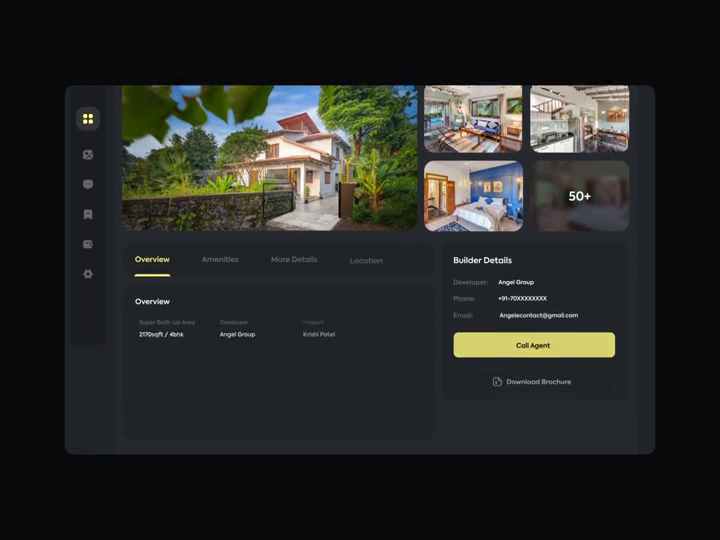 50+
Overview Amenities More Details Location
Overview
Super Built-Up Area Developer Project
2170sqft / 4bhk Angel Group Krishi Patel
Builder Details
Developer: Angel Group
Phone: +91-70XXXXXXXX
Email: Angelecontact@gmail.com
Call Agent
Download Brochure